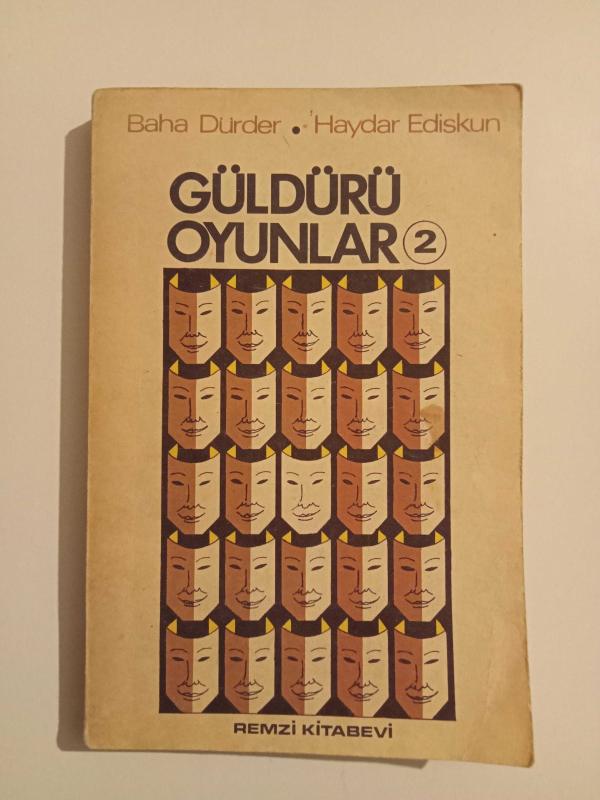 Baha Dürder • Haydar Ediskun
GÜLDÜRÜ
OYUNLAR 2
REMZİ KİTABEVİ